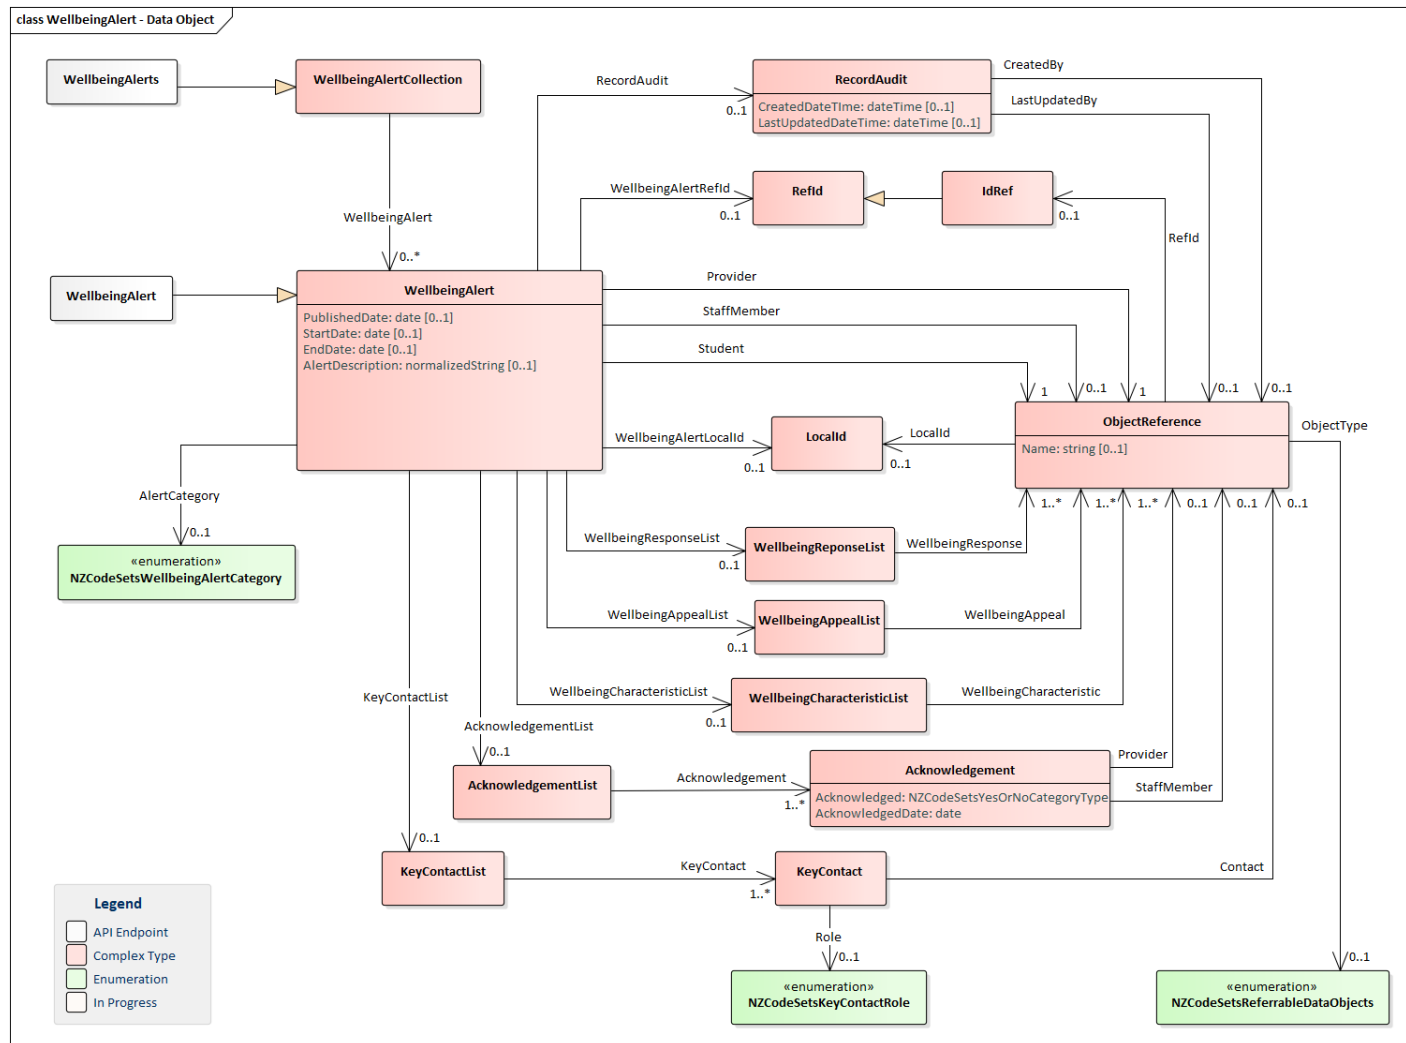 class WellbeingAlert - Data Object
WellbeingAlerts
WellbeingAlertCollection
RecordAudit
0..1
RecordAudit
CreatedDateTIme: dateTime [0..1]
LastUpdatedDateTime: dateTime [0..1]
CreatedBy
LastUpdatedBy
WellbeingAlert
0..*
WellbeingAlertRefId
0..1
RefId
IdRef
0..1
RefId
WellbeingAlert
WellbeingAlert
PublishedDate: date [0..1]
StartDate: date [0..1]
EndDate: date [0..1]
AlertDescription: normalizedString [0..1]
Provider
StaffMember
Student
1
0..1
1
0..1
0..1
ObjectReference
Name: string [0..1]
ObjectType
WellbeingAlertLocalId
0..1
LocalId
LocalId
0..1
AlertCategory
0..1
«enumeration»
NZCodeSetsWellbeingAlertCategory
1..*
1..*
1..*
0..1
0..1
0..1
WellbeingResponseList
0..1
WellbeingReponseList
WellbeingResponse
WellbeingAppealList
0..1
WellbeingAppealList
WellbeingAppeal
WellbeingCharacteristicList
0..1
WellbeingCharacteristicList
WellbeingCharacteristic
KeyContactList
AcknowledgementList
0..1
AcknowledgementList
Acknowledgement
1..*
Acknowledgement
Acknowledged: NZCodeSetsYesOrNoCategoryType
AcknowledgedDate: date
Provider
StaffMember
0..1
KeyContactList
KeyContact
1..*
KeyContact
Contact
Role
0..1
0..1
«enumeration»
NZCodeSetsKeyContactRole
«enumeration»
NZCodeSetsReferrableDataObjects
Legend
API Endpoint
Complex Type
Enumeration
In Progress